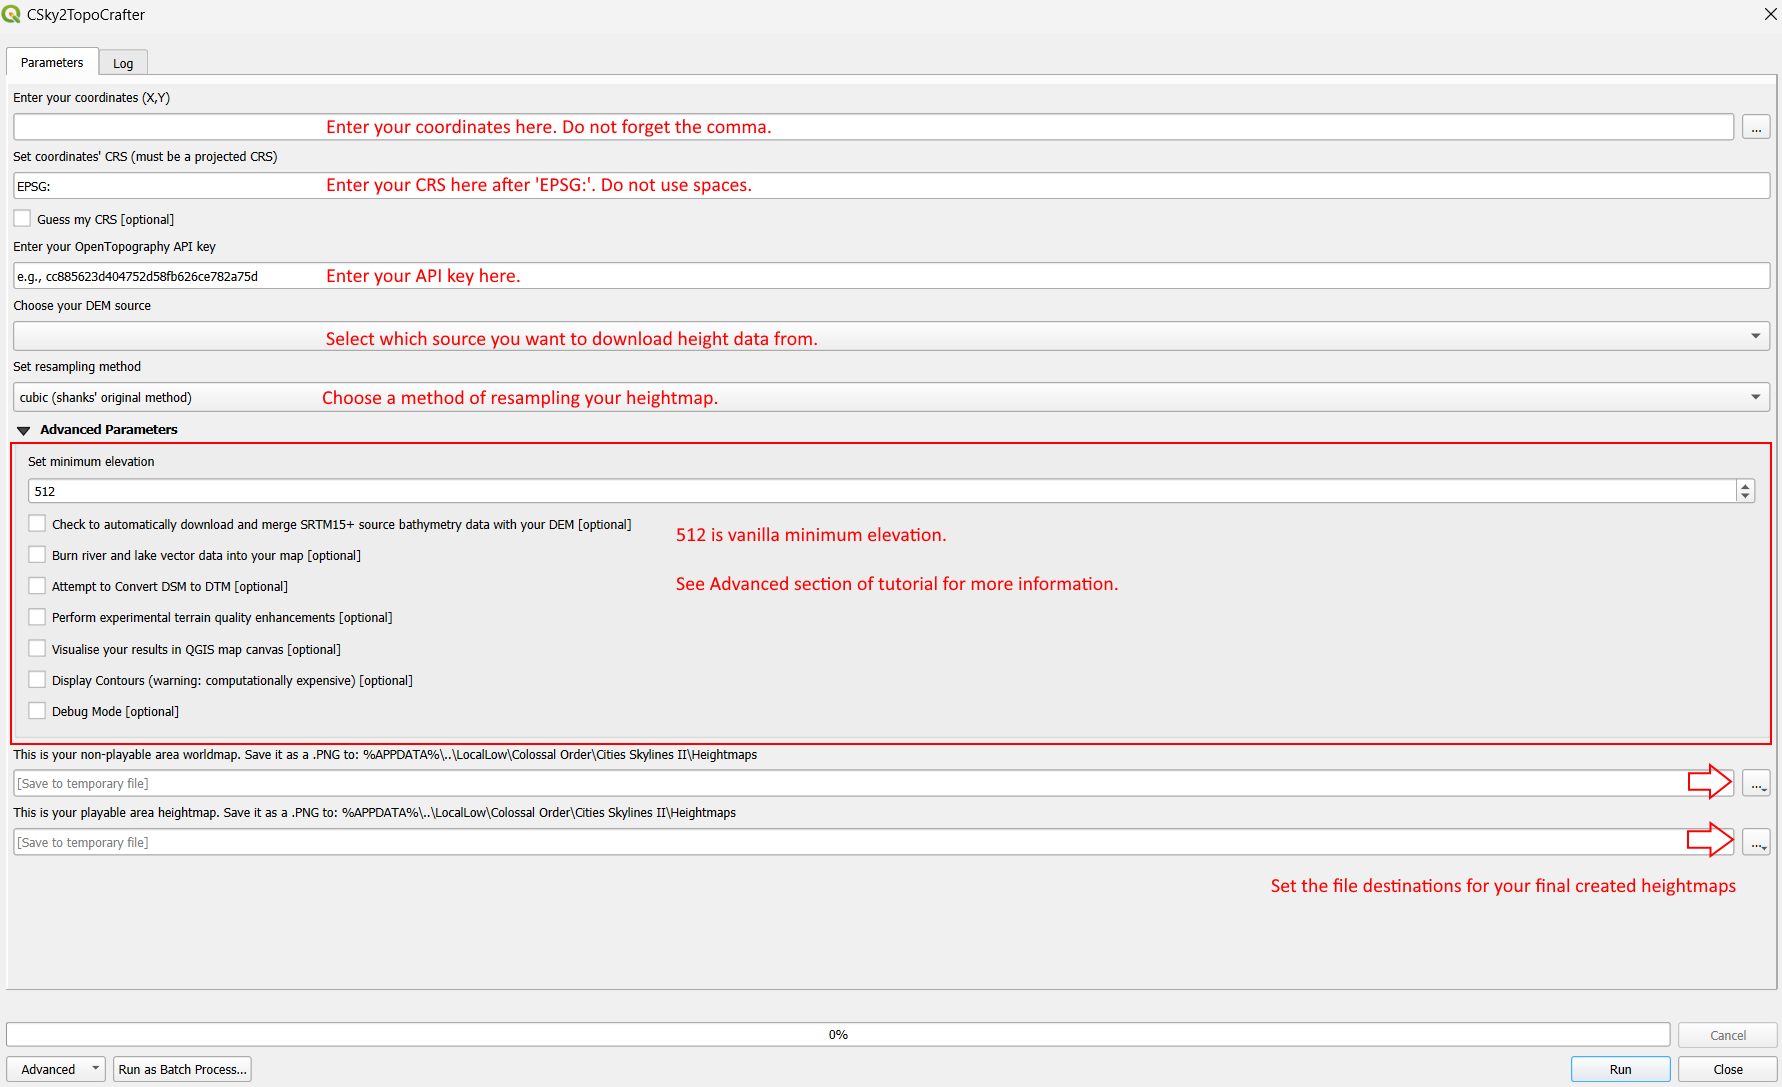 CSky2TopoCrafter
Parameters
Log
Enter your coordinates (X,Y)
Enter your coordinates here. Do not forget the comma.
...
Set coordinates' CRS (must be a projected CRS)
EPSG:
Enter your CRS here after 'EPSG:'. Do not use spaces.
Guess my CRS [optional]
Enter your OpenTopography API key
e.g., cc885623d404752d58fb626ce782a75d
Enter your API key here.
Choose your DEM source
Select which source you want to download height data from.
Set resampling method
cubic (shanks' original method)
Choose a method of resampling your heightmap.
Advanced Parameters
Set minimum elevation
512
Check to automatically download and merge SRTM15+ source bathymetry data with your DEM [optional]
512 is vanilla minimum elevation.
Burn river and lake vector data into your map [optional]
Attempt to Convert DSM to DTM [optional]
See Advanced section of tutorial for more information.
Perform experimental terrain quality enhancements [optional]
Visualise your results in QGIS map canvas [optional]
Display Contours (warning: computationally expensive) [optional]
Debug Mode [optional]
This is your non-playable area worldmap. Save it as a .PNG to: %APPDATA%\..\LocalLow\Colossal Order\Cities Skylines II\Heightmaps
[Save to temporary file]
...
This is your playable area heightmap. Save it as a .PNG to: %APPDATA%\..\LocalLow\Colossal Order\Cities Skylines II\Heightmaps
[Save to temporary file]
...
Set the file destinations for your final created heightmaps
0%
Cancel
Advanced
Run as Batch Process...
Run
Close